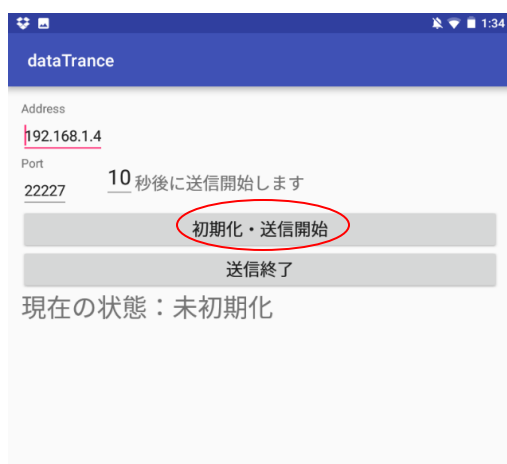 1:34
dataTrance
Address
192.168.1.4
Port
22227
10 秒後に送信開始します
初期化・送信開始
送信終了
現在の状態：未初期化